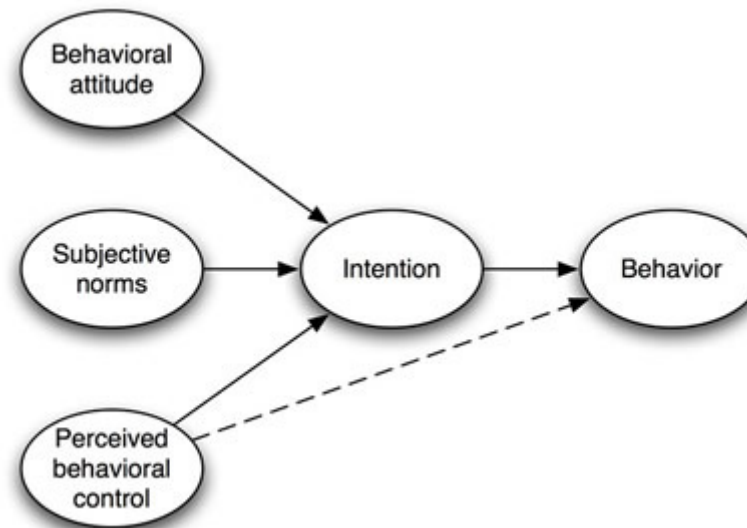 Behavioral
attitude
Subjective
norms
Intention
Behavior
Perceived
behavioral
control